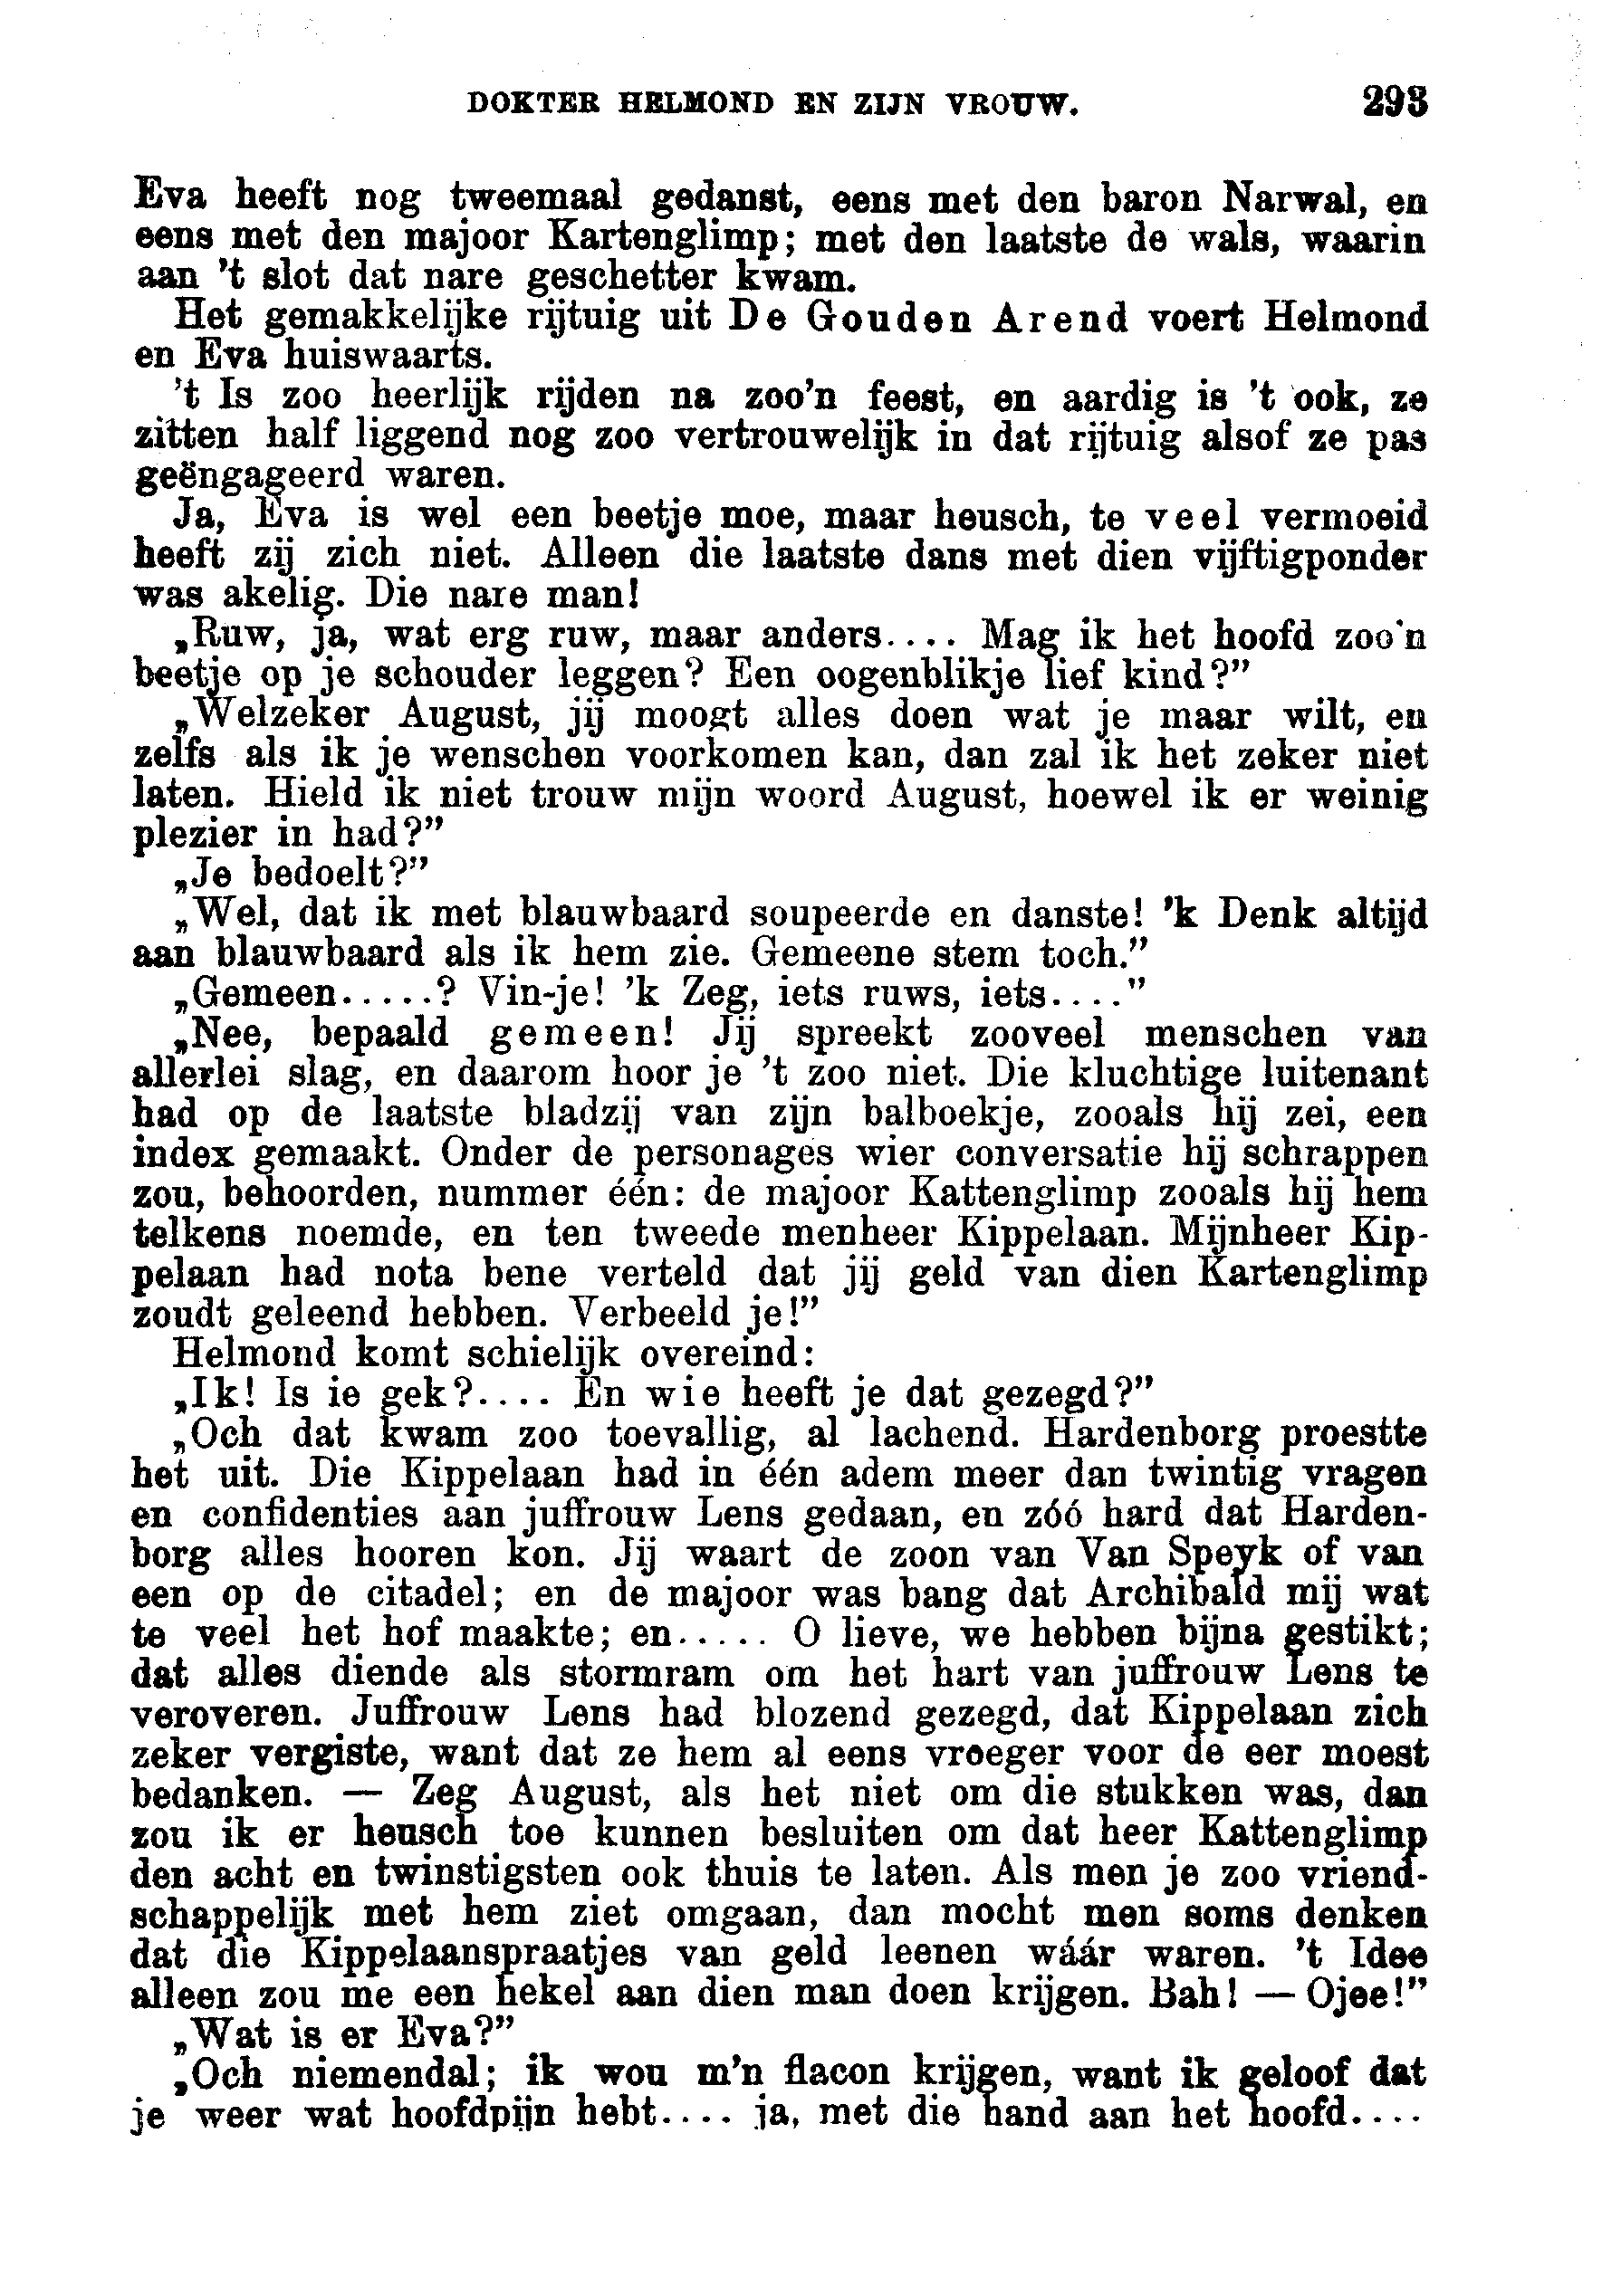 DOKTER HELMOND EN ZIJN VROUW. 293
Eva heeft nog tweemaal gedanst, eens met den baron Narwal, en
eens met den majoor Kartenglimp; met den laatste de wals, waarin
aan 't slot dat nare geschetter kwam.
Het gemakkelijke rijtuig uit De Gouden Arend voert Helmond
en Eva huiswaarts.
't Is zoo heerlijk rijden na zoo'n feest, en aardig is 't ook, ze
zitten half liggend nog zoo vertrouwelijk in dat rijtuig alsof ze pas
geëngageerd waren.
Ja, Eva is wel een beetje moe, maar heusch, te veel vermoeid
heeft zij zich niet. Alleen die laatste dans met dien vijftigponder
was akelig. Die nare man!
„Ruw, ja, wat erg ruw, maar anders.... Mag ik het hoofd zoo'n
beetje op je schouder leggen? Een oogenblikje lief kind?”
„Welzeker August, jij moogt alles doen wat je maar wilt, en
zelfs als ik je wenschen voorkomen kan, dan zal ik het zeker niet
laten. Hield ik niet trouw mijn woord August, hoewel ik er weinig
plezier in had?”
„Je bedoelt?”
„Wel, dat ik met blauwbaard soupeerde en danste! 'k Denk altijd
aan blauwbaard als ik hem zie. Gemeene stem toch.”
„Gemeen.....? Vin-je! 'k Zeg, iets ruws, iets....”
„Nee, bepaald gemeen! Jij spreekt zooveel menschen van
allerlei slag, en daarom hoor je 't zoo niet. Die kluchtige luitenant
had op de laatste bladzij van zijn balboekje, zooals hij zei, een
index gemaakt. Onder de personages wier conversatie hij schrappen
zou, behoorden, nummer één: de majoor Kattenglimp zooals hij hem
telkens noemde, en ten tweede menheer Kippelaan. Mijnheer Kip-
pelaan had nota bene verteld dat jij geld van dien Kartenglimp
zoudt geleend hebben. Verbeeld je!”
Helmond komt schielijk overeind:
„Ik! Is ie gek?.... En wie heeft je dat gezegd?”
„Och dat kwam zoo toevallig, al lachend. Hardenborg proestte
het uit. Die Kippelaan had in één adem meer dan twintig vragen
en confidenties aan juffrouw Lens gedaan, en zóó hard dat Harden-
borg alles hooren kon. Jij waart de zoon van Van Speyk of van
een op de citadel; en de majoor was bang dat Archibald mij wat
te veel het hof maakte; en..... O lieve, we hebben bijna gestikt;
dat alles diende als stormram om het hart van juffrouw Lens te
veroveren. Juffrouw Lens had blozend gezegd, dat Kippelaan zich
zeker vergiste, want dat ze hem al eens vroeger voor de eer moest
bedanken. — Zeg August, als het niet om die stukken was, dan
zou ik er heusch toe kunnen besluiten om dat heer Kattenglimp
den acht en twinstigsten ook thuis te laten. Als men je zoo vriend-
schappelijk met hem ziet omgaan, dan mocht men soms denken
dat die Kippelaanspraatjes van geld leenen wáár waren. 't Idee
alleen zou me een hekel aan dien man doen krijgen. Bah! — Ojee!”
„Wat is er Eva?”
„Och niemendal; ik wou m'n flacon krijgen, want ik geloof dat
je weer wat hoofdpijn hebt.... ja, met die hand aan het hoofd....